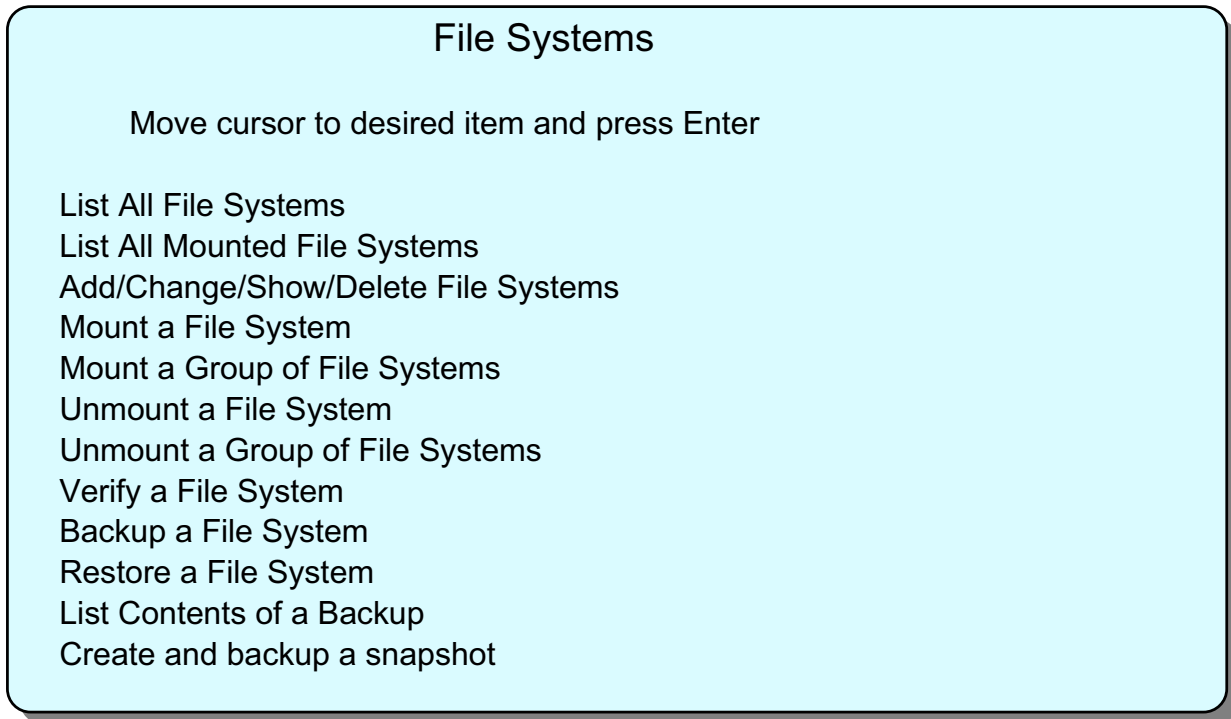 File Systems
Move cursor to desired item and press Enter
List All File Systems
List All Mounted File Systems
Add/Change/Show/Delete File Systems
Mount a File System
Mount a Group of File Systems
Unmount a File System
Unmount a Group of File Systems
Verify a File System
Backup a File System
Restore a File System
List Contents of a Backup
Create and backup a snapshot